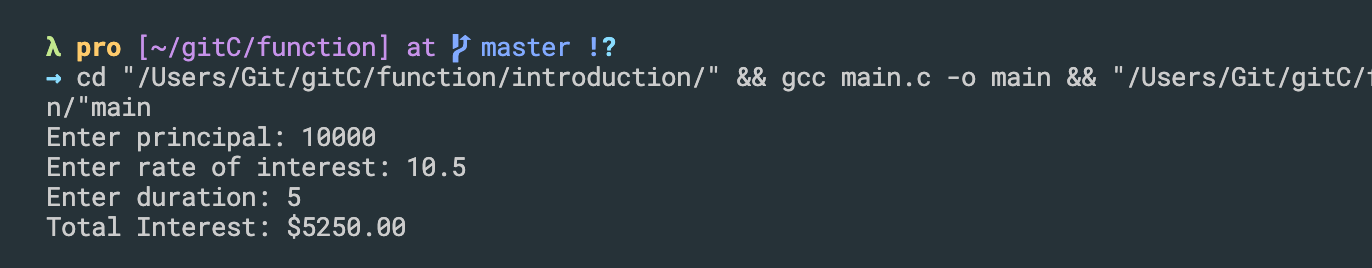 λ pro [~/gitC/function] at master !?
→ cd "/Users/Git/gitC/function/introduction/" && gcc main.c -o main && "/Users/Git/gitC/
n/"main
Enter principal: 10000
Enter rate of interest: 10.5
Enter duration: 5
Total Interest: $5250.00